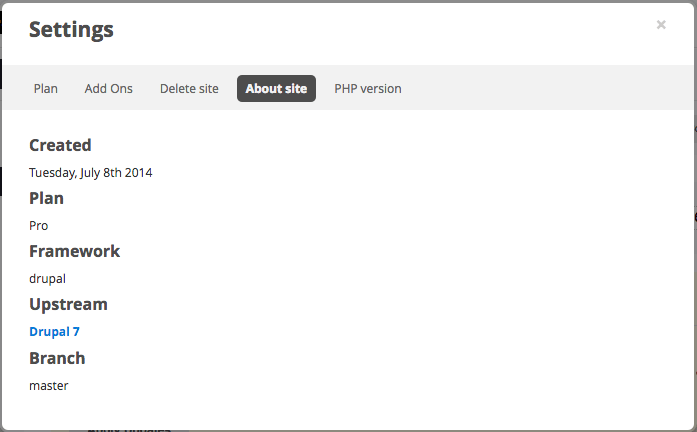 Settings
×
Plan Add Ons Delete site About site PHP version
Created
Tuesday, July 8th 2014
Plan
Pro
Framework
drupal
Upstream
Drupal 7
Branch
master